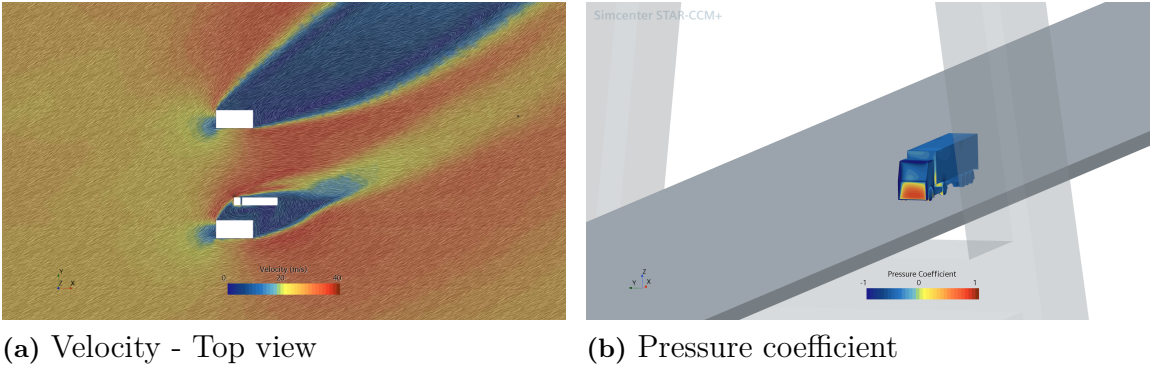 Simcenter STAR-CCM+
Y
Z X
Velocity (m/s)
0 20 40
Z
Y X
Pressure Coefficient
-1 0 1
(a) Velocity - Top view
(b) Pressure coefficient